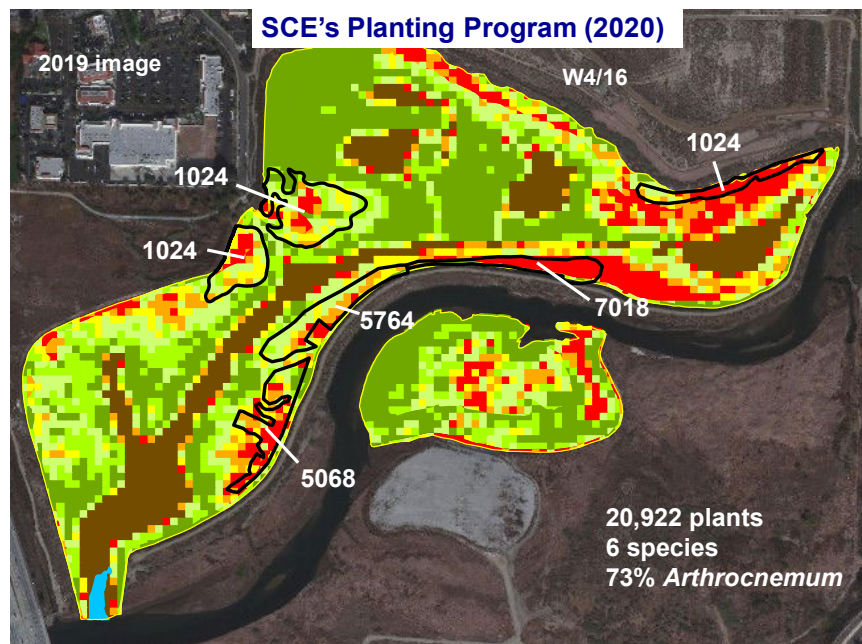 SCE's Planting Program (2020)
2019 image
W4/16
1024
1024
1024
7018
5764
5068
20,922 plants
6 species
73% Arthrocnemum